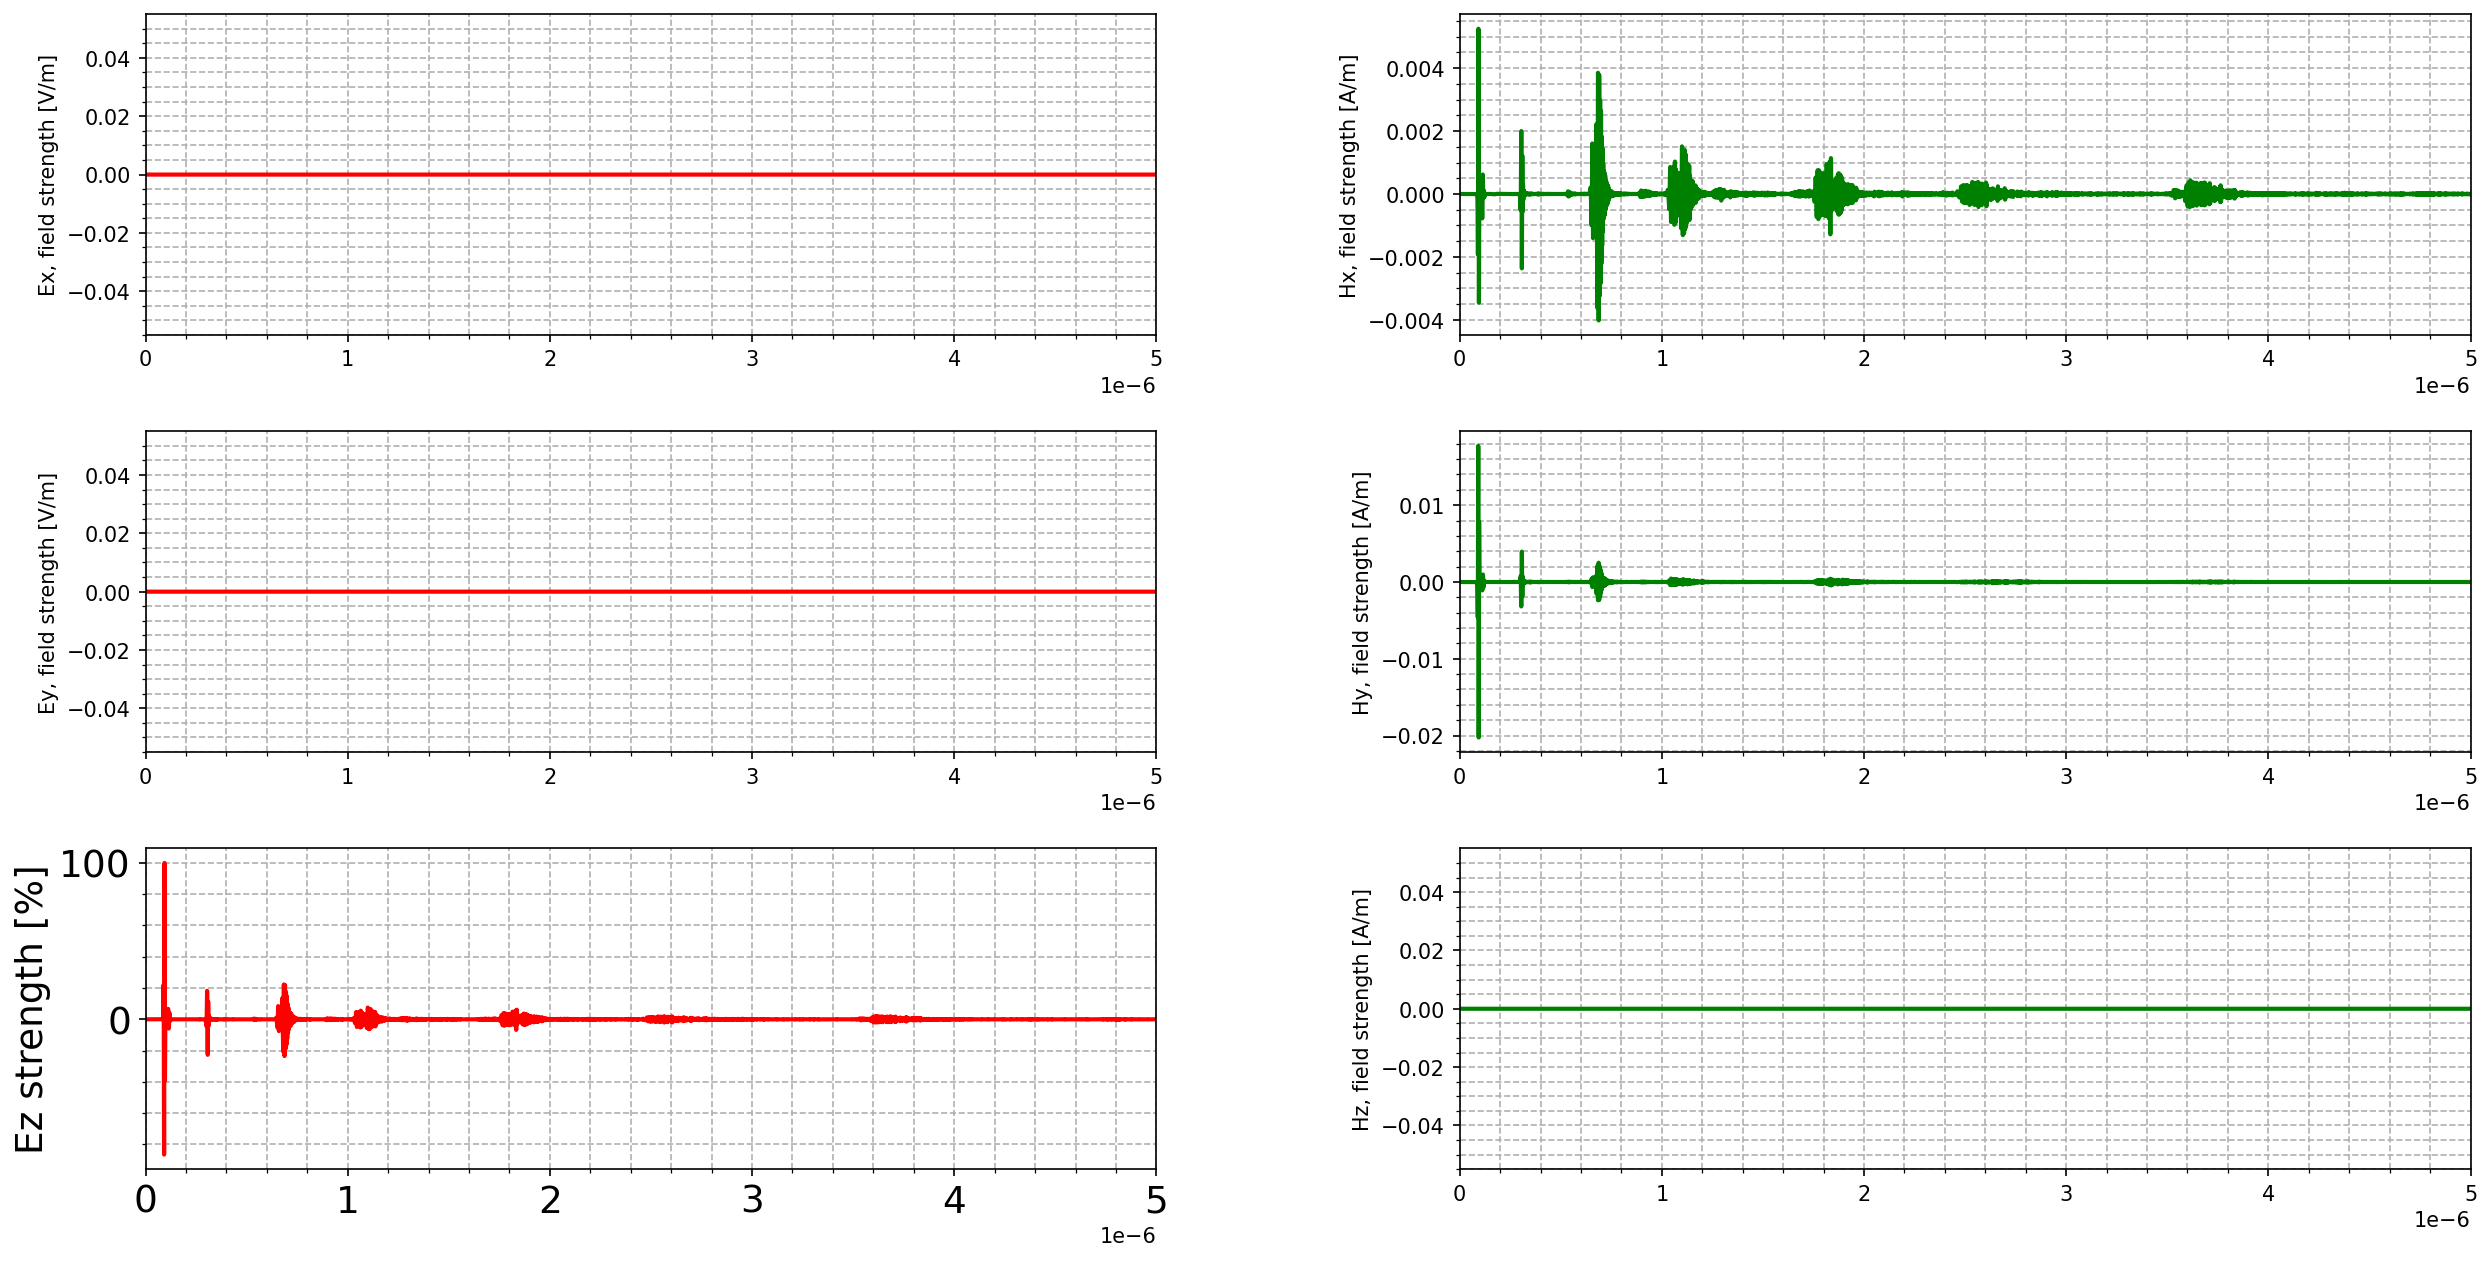 Ex, field strength [V/m]
0.04
0.02
0.00
−0.02
−0.04
0 1 2 3 4 5
1e−6
Hx, field strength [A/m]
0.004
0.002
0.000
−0.002
−0.004
0 1 2 3 4 5
1e−6
Ey, field strength [V/m]
0.04
0.02
0.00
−0.02
−0.04
0 1 2 3 4 5
1e−6
Hy, field strength [A/m]
0.01
0.00
−0.01
−0.02
0 1 2 3 4 5
1e−6
Ez strength [%]
100
0
0 1 2 3 4 5
1e−6
Hz, field strength [A/m]
0.04
0.02
0.00
−0.02
−0.04
0 1 2 3 4 5
1e−6